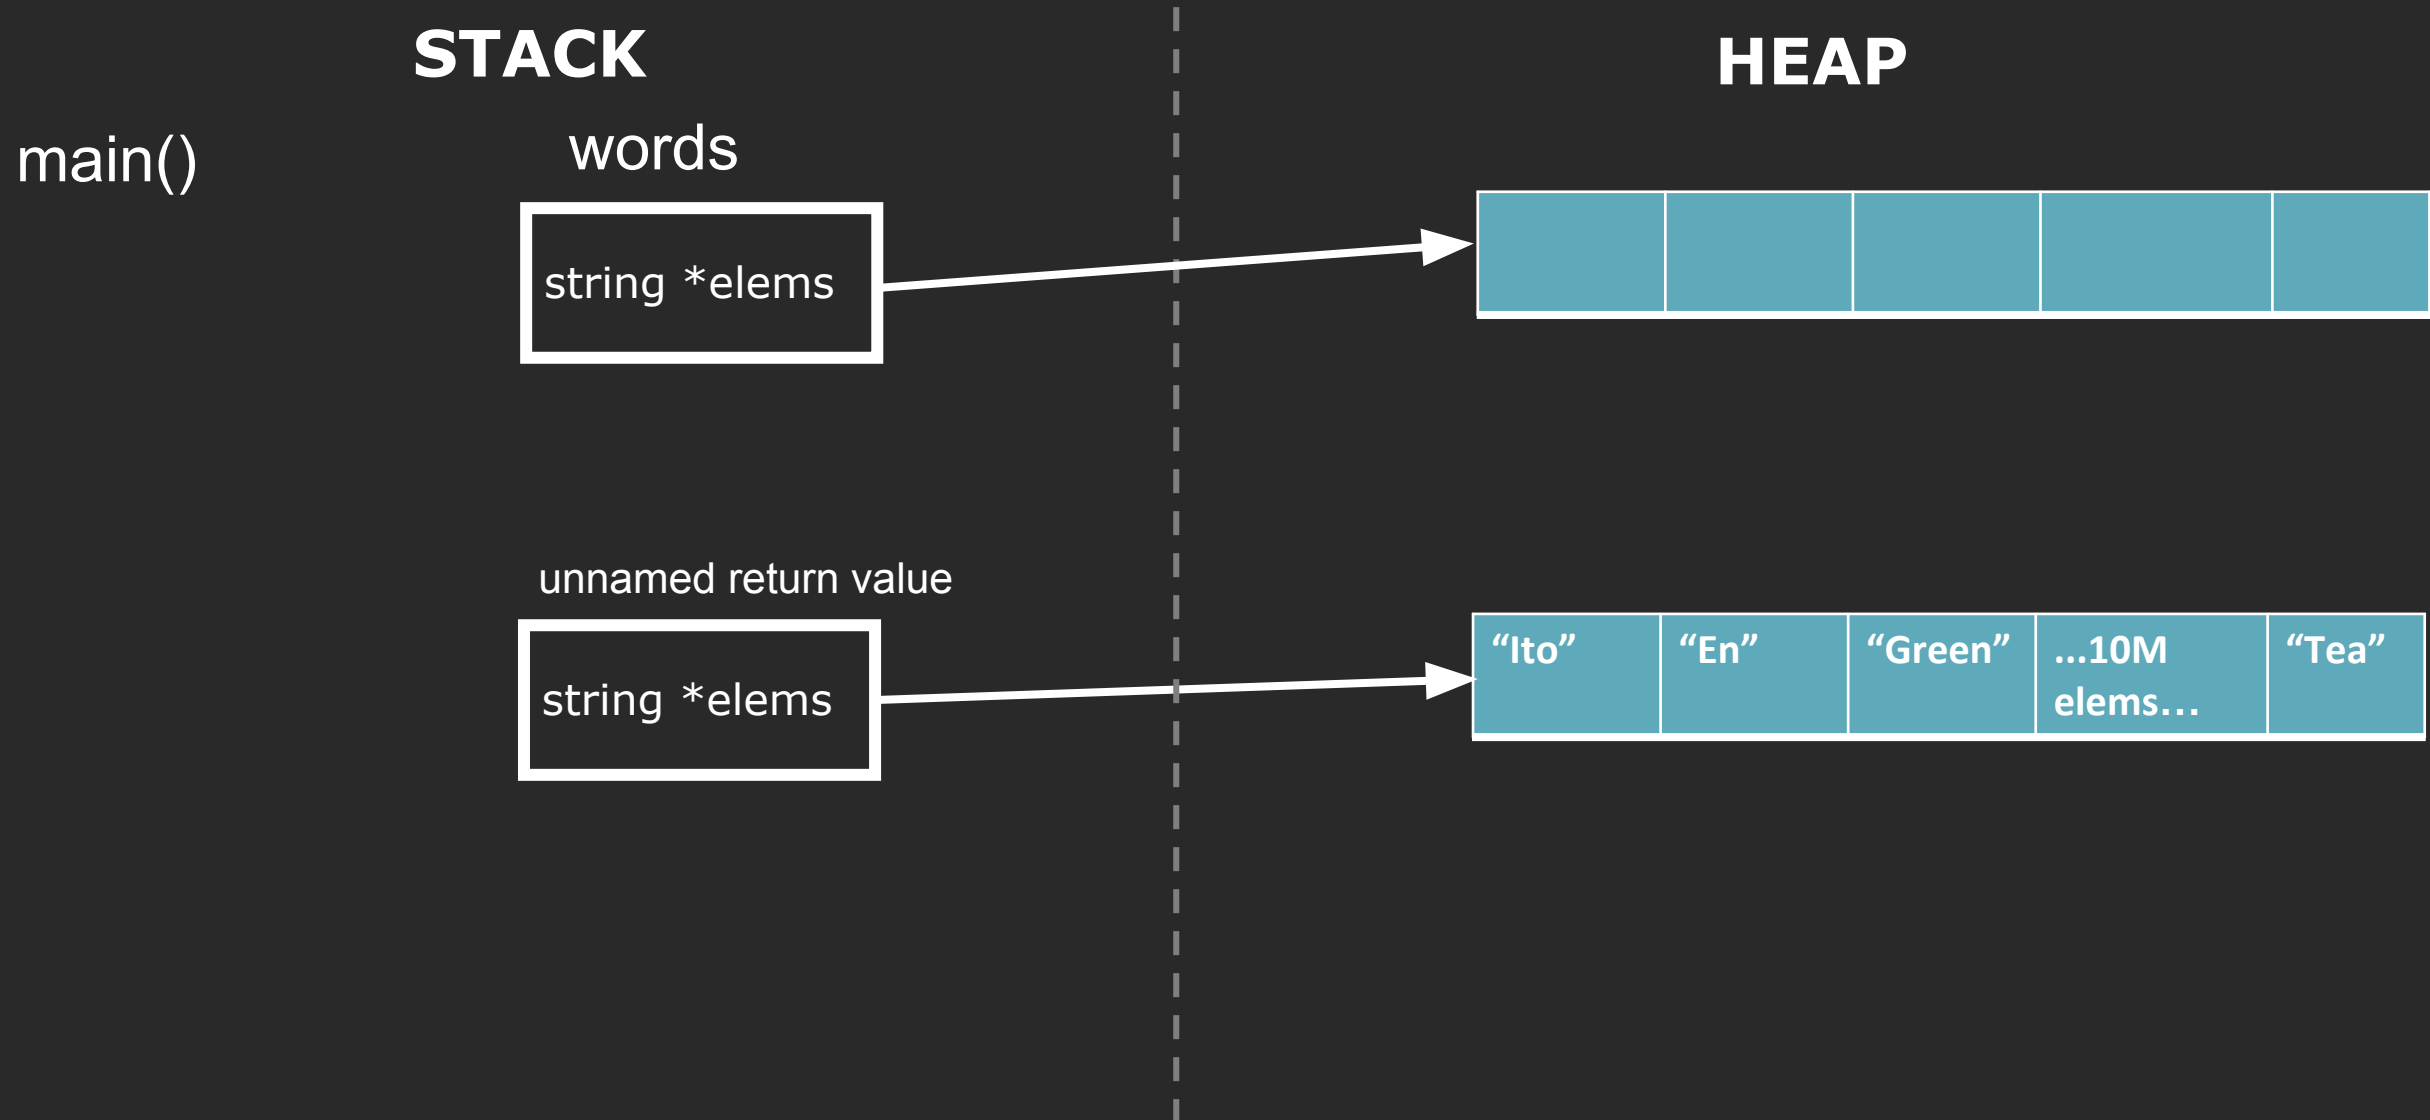 STACK
HEAP
main()
words
string *elems
unnamed return value
string *elems
“Ito” “En” “Green” ...10M “Tea”
elems...